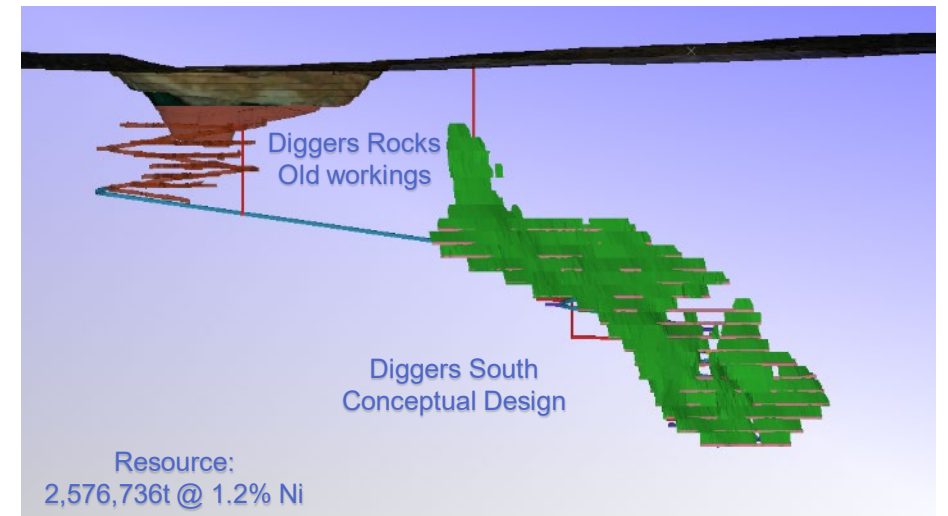 Diggers Rocks
Old workings
Diggers South
Conceptual Design
Resource:
2,576,736t @ 1.2% Ni